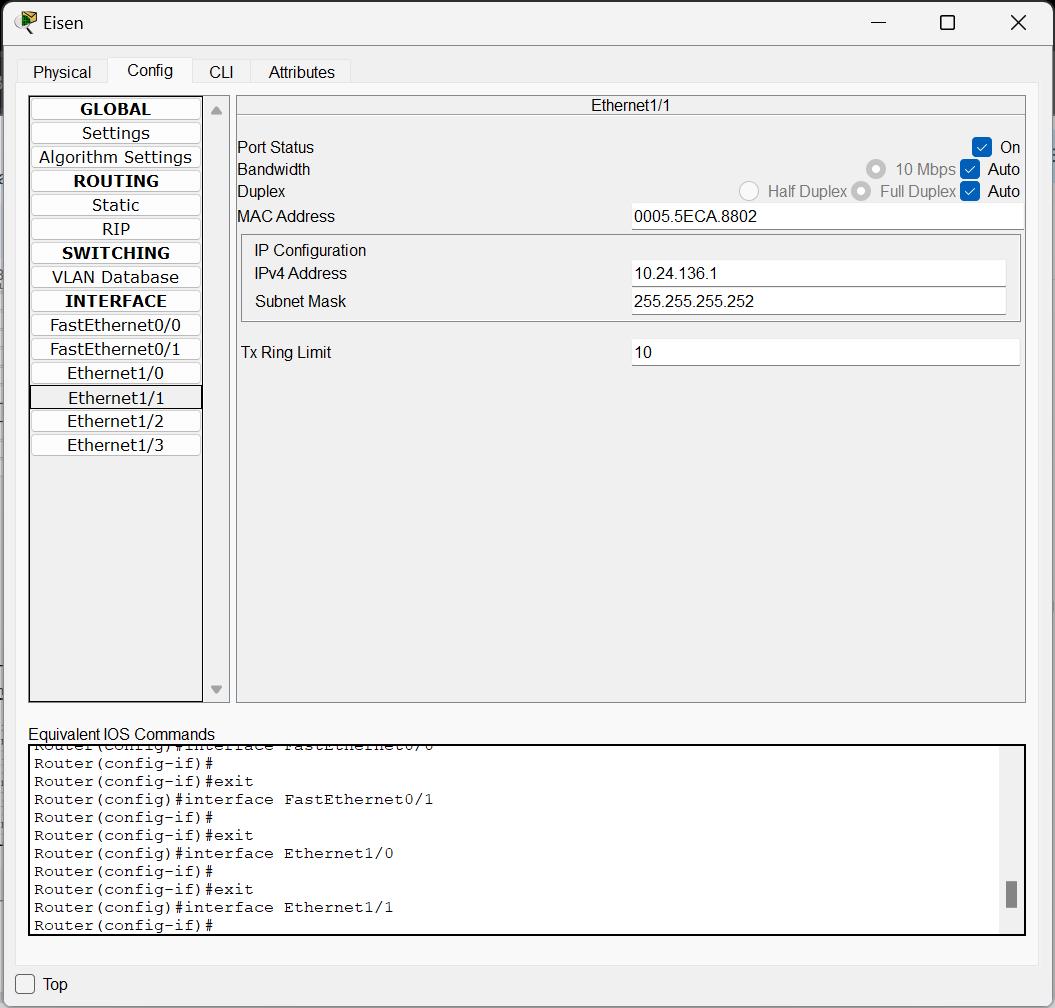 Eisen
Physical Config CLI Attributes
GLOBAL
Settings
Algorithm Settings
ROUTING
Static
RIP
SWITCHING
VLAN Database
INTERFACE
FastEthernet0/0
FastEthernet0/1
Ethernet1/0
Ethernet1/1
Ethernet1/2
Ethernet1/3
Ethernet1/1
Port Status On
Bandwidth 10 Mbps Auto
Duplex Half Duplex Full Duplex Auto
MAC Address 0005.5ECA.8802
IP Configuration
IPv4 Address 10.24.136.1
Subnet Mask 255.255.255.252
Tx Ring Limit 10
Equivalent IOS Commands
Router(config)#interface FastEthernet0/0
Router(config-if)#
Router(config-if)#exit
Router(config)#interface FastEthernet0/1
Router(config-if)#
Router(config-if)#exit
Router(config)#interface Ethernet1/0
Router(config-if)#
Router(config-if)#exit
Router(config)#interface Ethernet1/1
Router(config-if)#
Top